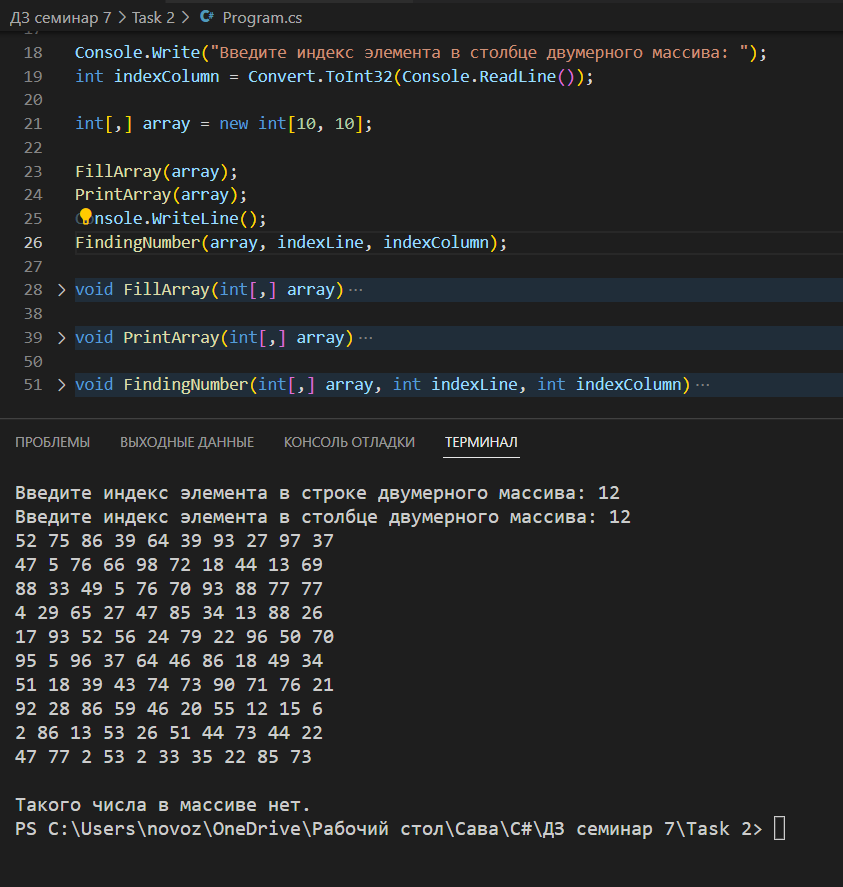 ДЗ семинар 7 > Task 2 > C# Program.cs
17
18 Console.Write("Введите индекс элемента в столбце двумерного массива: ");
19 int indexColumn = Convert.ToInt32(Console.ReadLine());
20
21 int[,] array = new int[10, 10];
22
23 FillArray(array);
24 PrintArray(array);
25 Console.WriteLine();
26 FindingNumber(array, indexLine, indexColumn);
27
28 > void FillArray(int[,] array) ...
38
39 > void PrintArray(int[,] array) ...
50
51 > void FindingNumber(int[,] array, int indexLine, int indexColumn) ...
ПРОБЛЕМЫ ВЫХОДНЫЕ ДАННЫЕ КОНСОЛЬ ОТЛАДКИ ТЕРМИНАЛ
Введите индекс элемента в строке двумерного массива: 12
Введите индекс элемента в столбце двумерного массива: 12
52 75 86 39 64 39 93 27 97 37
47 5 76 66 98 72 18 44 13 69
88 33 49 5 76 70 93 88 77 77
4 29 65 27 47 85 34 13 88 26
17 93 52 56 24 79 22 96 50 70
95 5 96 37 64 46 86 18 49 34
51 18 39 43 74 73 90 71 76 21
92 28 86 59 46 20 55 12 15 6
2 86 13 53 26 51 44 73 44 22
47 77 2 53 2 33 35 22 85 73
Такого числа в массиве нет.
PS C:\Users\novoz\OneDrive\Рабочий стол\Сава\C#\ДЗ семинар 7\Task 2>